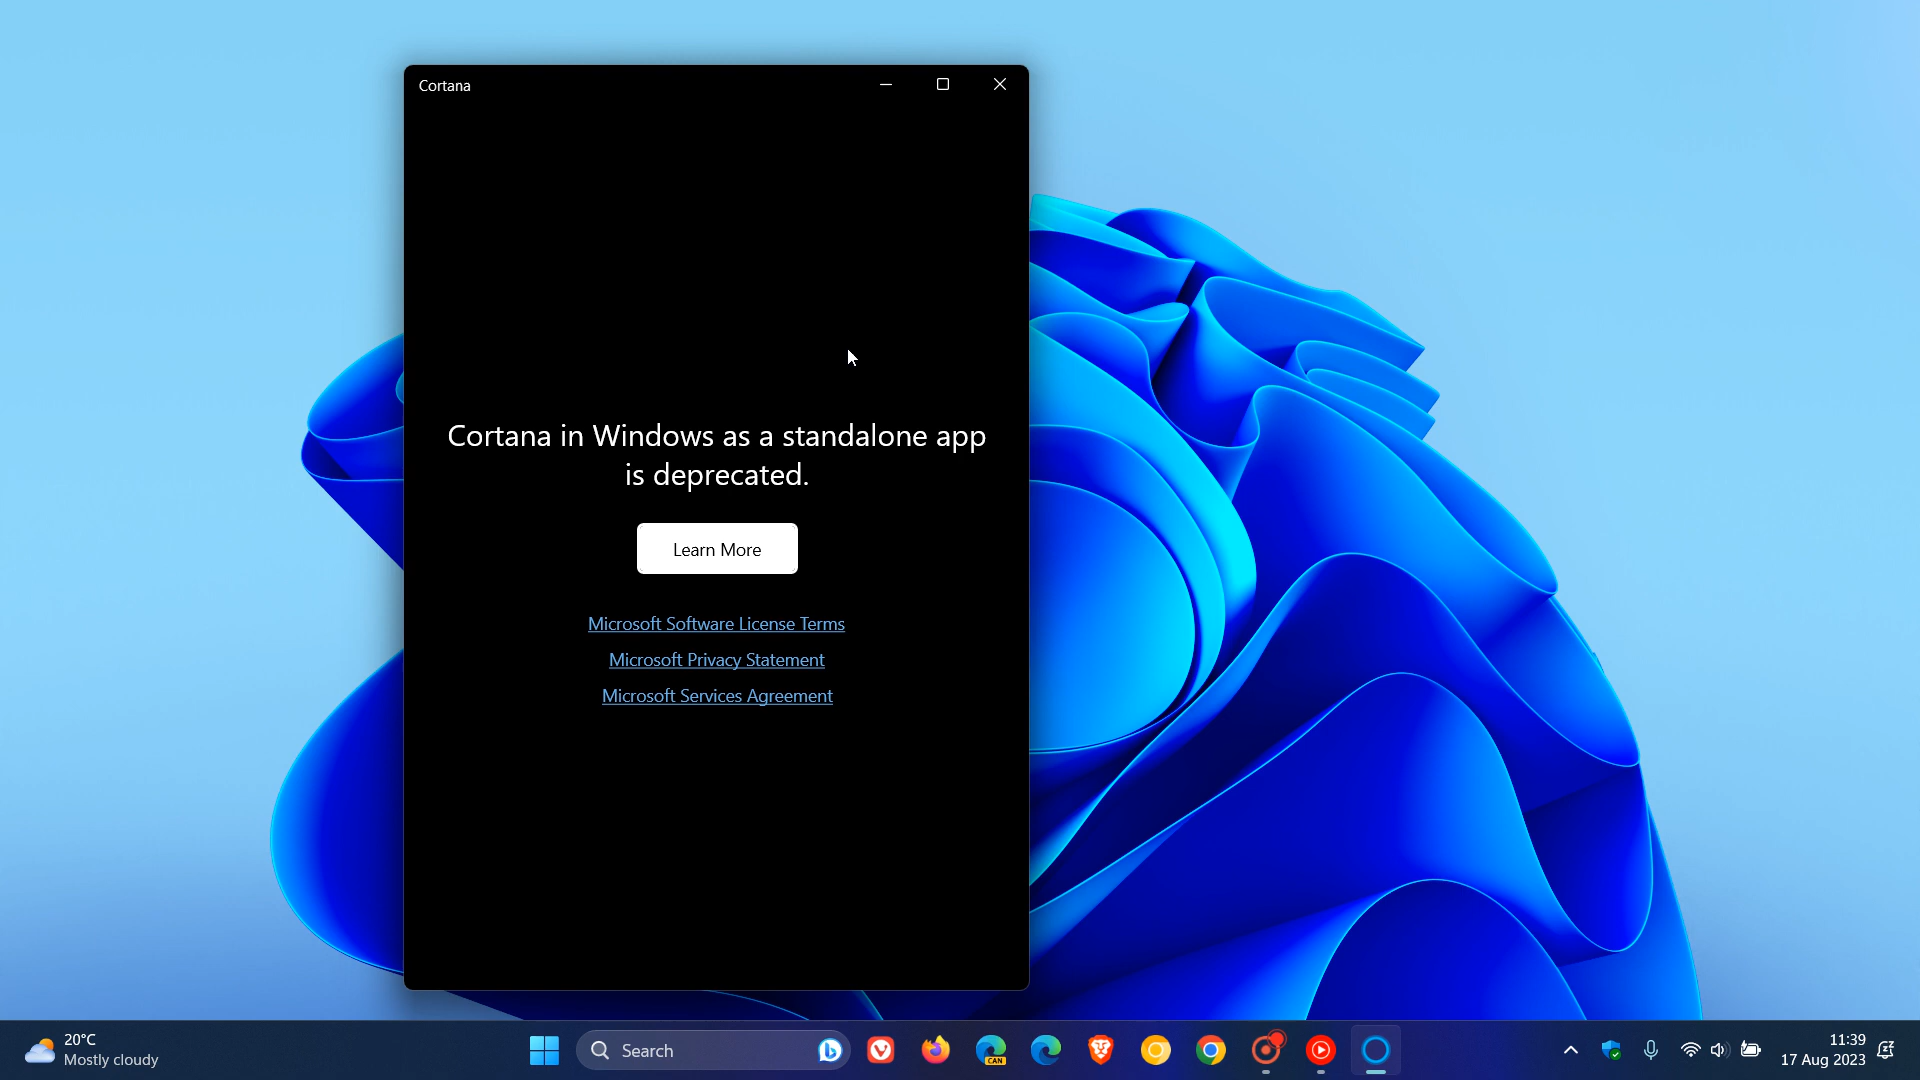 Cortana
Cortana in Windows as a standalone app
is deprecated.
Learn More
Microsoft Software License Terms
Microsoft Privacy Statement
Microsoft Services Agreement
20°C
Mostly cloudy
Search
CAN
11:39
17 Aug 2023